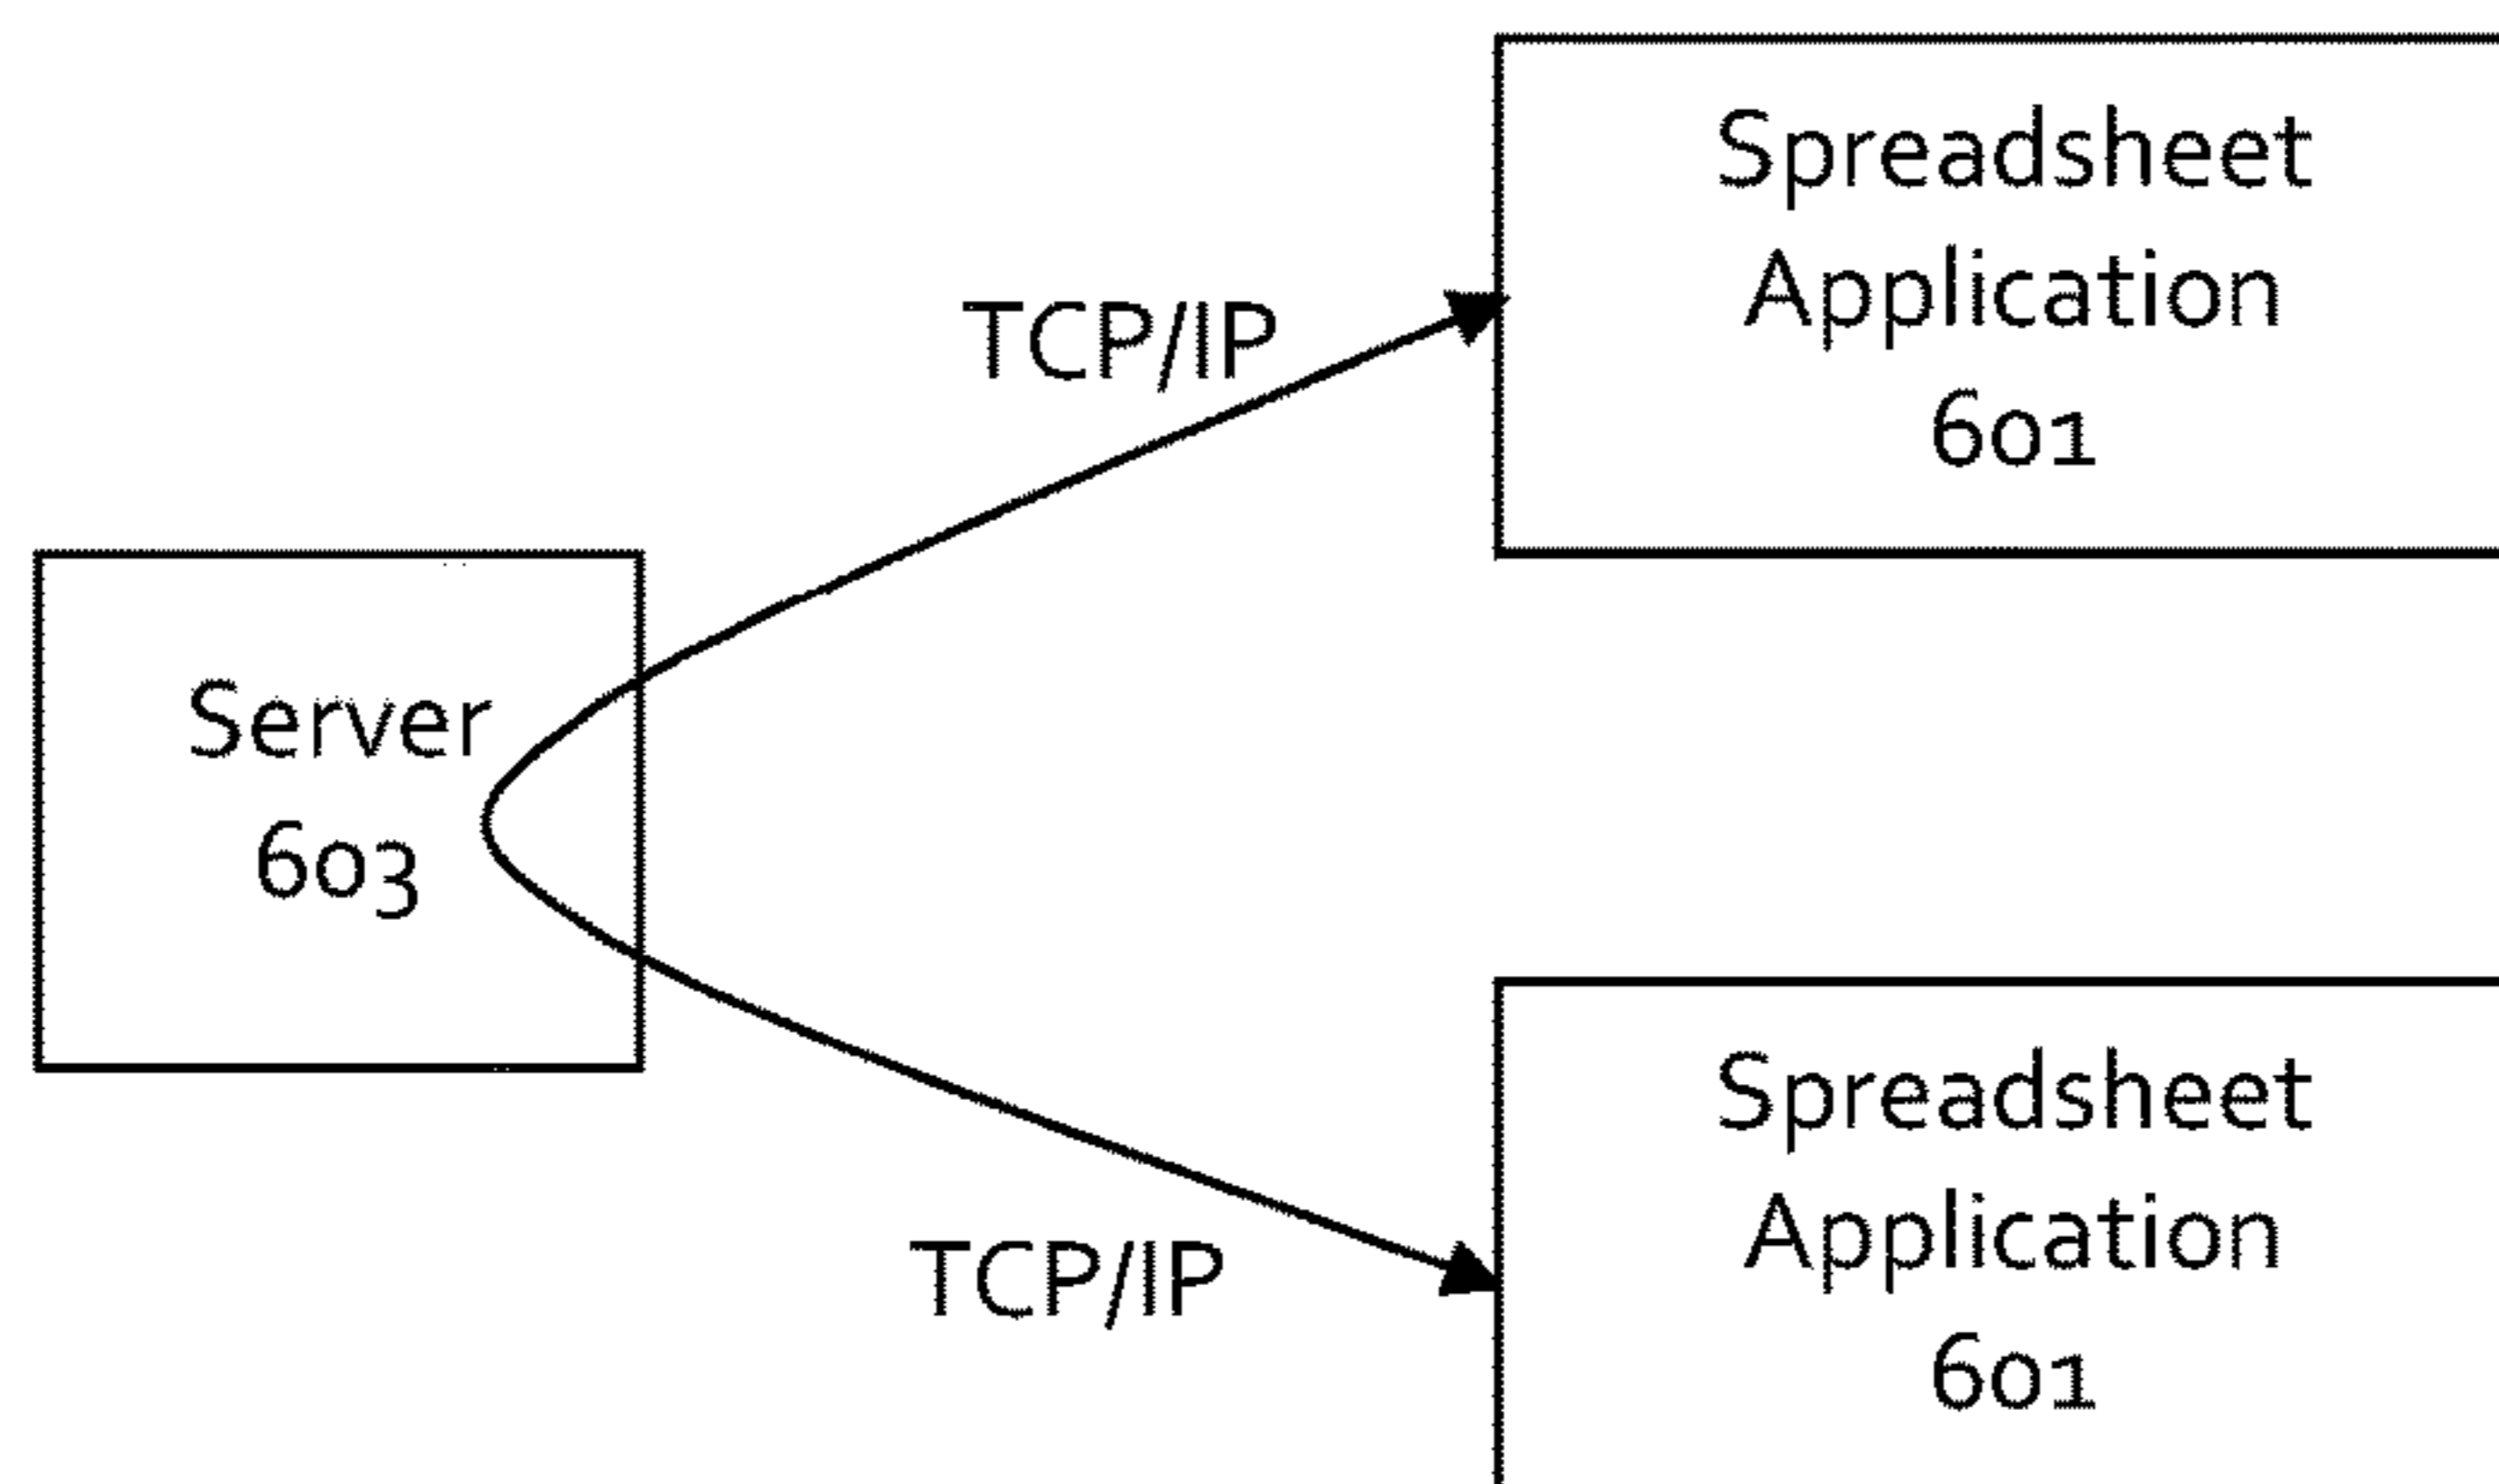 Spreadsheet
Application
601
TCP/IP
Server
603
TCP/IP
Spreadsheet
Application
601